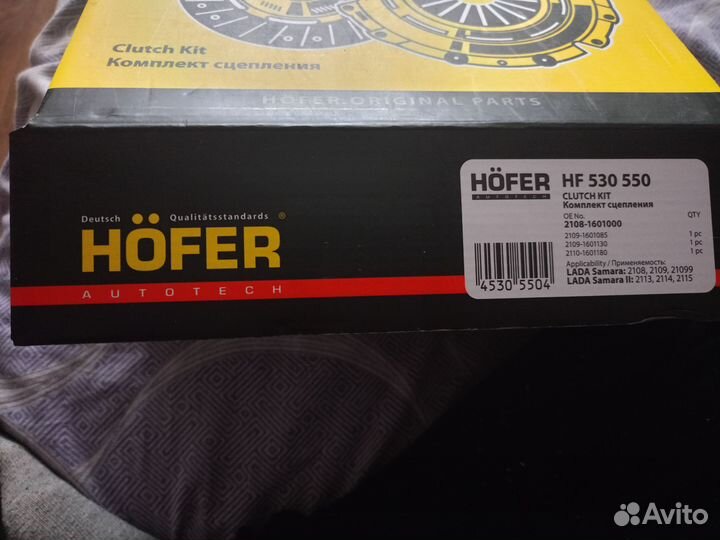 Clutch Kit
Комплект сцепления
HÖFER ORIGINAL PARTS
Deutsch Qualitätsstandards ®
HÖFER
AUTOTECH
HÖFER
AUTOTECH
HF 530 550
CLUTCH KIT
Комплект сцепления
OE No. QTY
2108-1601000
2109-1601085 1 pc
2109-1601130 1 pc
2110-1601180 1 pc
Applicability / Применяемость:
LADA Samara: 2108, 2109, 21099
LADA Samara II: 2113, 2114, 2115
4530 5504
Avito